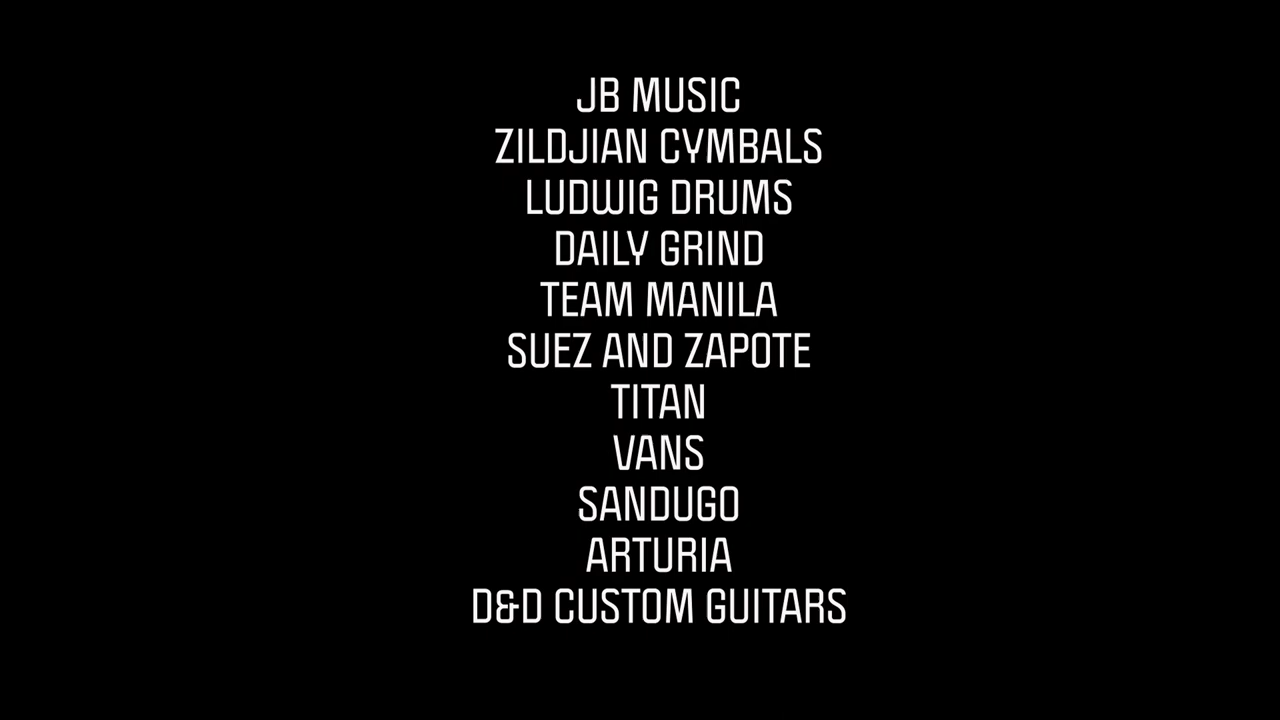 JB MUSIC
ZILDJIAN CYMBALS
LUDWIG DRUMS
DAILY GRIND
TEAM MANILA
SUEZ AND ZAPOTE
TITAN
VANS
SANDUGO
ARTURIA
D&D CUSTOM GUITARS